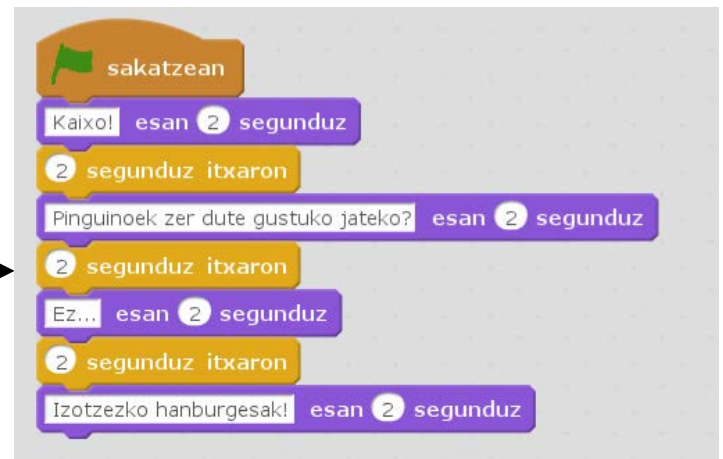 sakatzean
Kaixo! esan 2 segunduz
2 segunduz itxaron
Pinguinoek zer dute gustuko jateko? esan 2 segunduz
2 segunduz itxaron
Ez... esan 2 segunduz
2 segunduz itxaron
Izotzezko hanburgesak! esan 2 segunduz